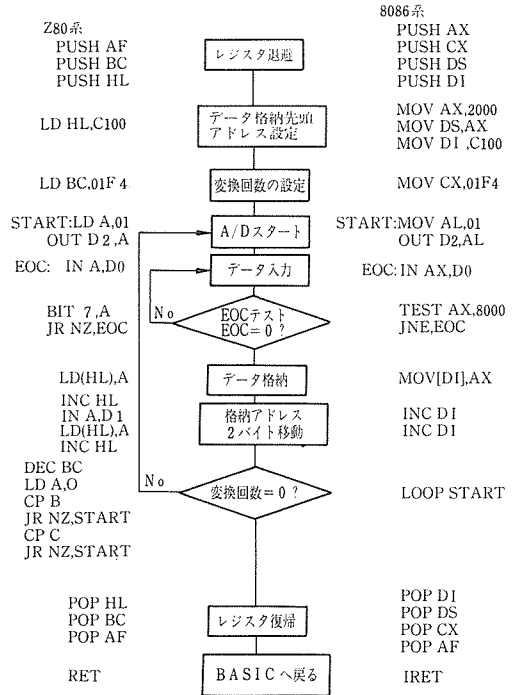 Z80系
PUSH AF
PUSH BC
PUSH HL
LD HL,C100
LD BC,01F4
START:LD A,01
OUT D2,A
EOC: IN A,D0
BIT 7,A
JR NZ,EOC
LD(HL),A
INC HL
IN A,D1
LD(HL),A
INC HL
DEC BC
LD A,O
CP B
JR NZ,START
CP C
JR NZ,START
POP HL
POP BC
POP AF
RET
レジスタ退避
データ格納先頭
アドレス設定
変換回数の設定
A/Dスタート
データ入力
No
EOCテスト
EOC=0?
データ格納
格納アドレス
2バイト移動
No
変換回数=0?
レジスタ復帰
BASICへ戻る
8086系
PUSH AX
PUSH CX
PUSH DS
PUSH DI
MOV AX,2000
MOV DS,AX
MOV DI,C100
MOV CX,01F4
START:MOV AL,01
OUT D2,AL
EOC:IN AX,D0
TEST AX,8000
JNE,EOC
MOV[DI],AX
INC DI
INC DI
LOOP START
POP DI
POP DS
POP CX
POP AF
IRET